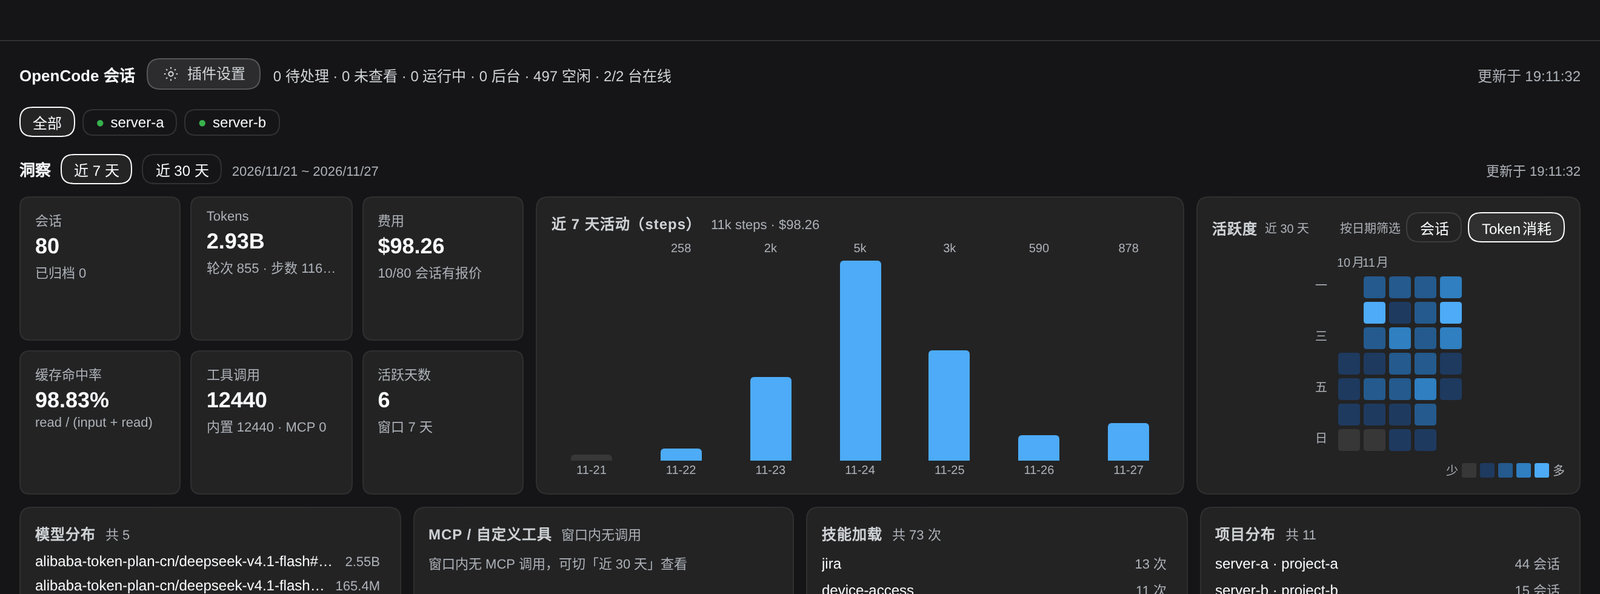 OpenCode 会话 插件设置 0 待处理 · 0 未查看 · 0 运行中 · 0 后台 · 497 空闲 · 2/2 台在线 更新于 19:11:32
全部 server-a server-b
洞察 近 7 天 近 30 天 2026/11/21 ~ 2026/11/27 更新于 19:11:32
会话
80
已归档 0
Tokens
2.93B
轮次 855 · 步数 116…
费用
$98.26
10/80 会话有报价
缓存命中率
98.83%
read / (input + read)
工具调用
12440
内置 12440 · MCP 0
活跃天数
6
窗口 7 天
近 7 天活动（steps） 11k steps · $98.26
258 2k 5k 3k 590 878
11-21 11-22 11-23 11-24 11-25 11-26 11-27
活跃度 近 30 天 按日期筛选 会话 Token 消耗
10月 11月
一
三
五
日
少 多
模型分布 共 5
alibaba-token-plan-cn/deepseek-v4.1-flash#… 2.55B
alibaba-token-plan-cn/deepseek-v4.1-flash… 165.4M
MCP / 自定义工具 窗口内无调用
窗口内无 MCP 调用，可切「近 30 天」查看
技能加载 共 73 次
jira 13 次
device-access 11 次
项目分布 共 11
server-a · project-a 44 会话
server-b · project-b 15 会话